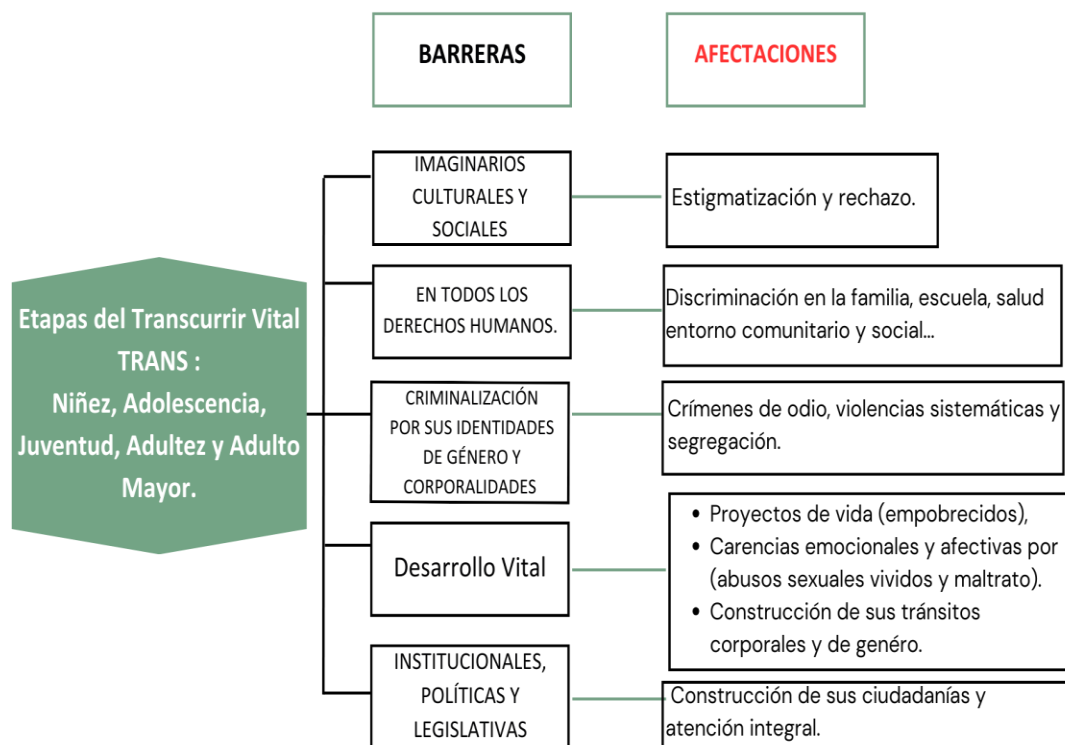 BARRERAS
AFECTACIONES
Etapas del Transcurrir Vital
TRANS :
Niñez, Adolescencia,
Juventud, Adultez y Adulto
Mayor.
IMAGINARIOS
CULTURALES Y
SOCIALES
Estigmatización y rechazo.
EN TODOS LOS
DERECHOS HUMANOS.
Discriminación en la familia, escuela, salud
entorno comunitario y social...
CRIMINALIZACIÓN
POR SUS IDENTIDADES
DE GÉNERO Y
CORPORALIDADES
Crímenes de odio, violencias sistemáticas y
segregación.
Desarrollo Vital
• Proyectos de vida (empobrecidos),
• Carencias emocionales y afectivas por
(abusos sexuales vividos y maltrato).
• Construcción de sus tránsitos
corporales y de genéro.
INSTITUCIONALES,
POLÍTICAS Y
LEGISLATIVAS
Construcción de sus ciudadanías y
atención integral.